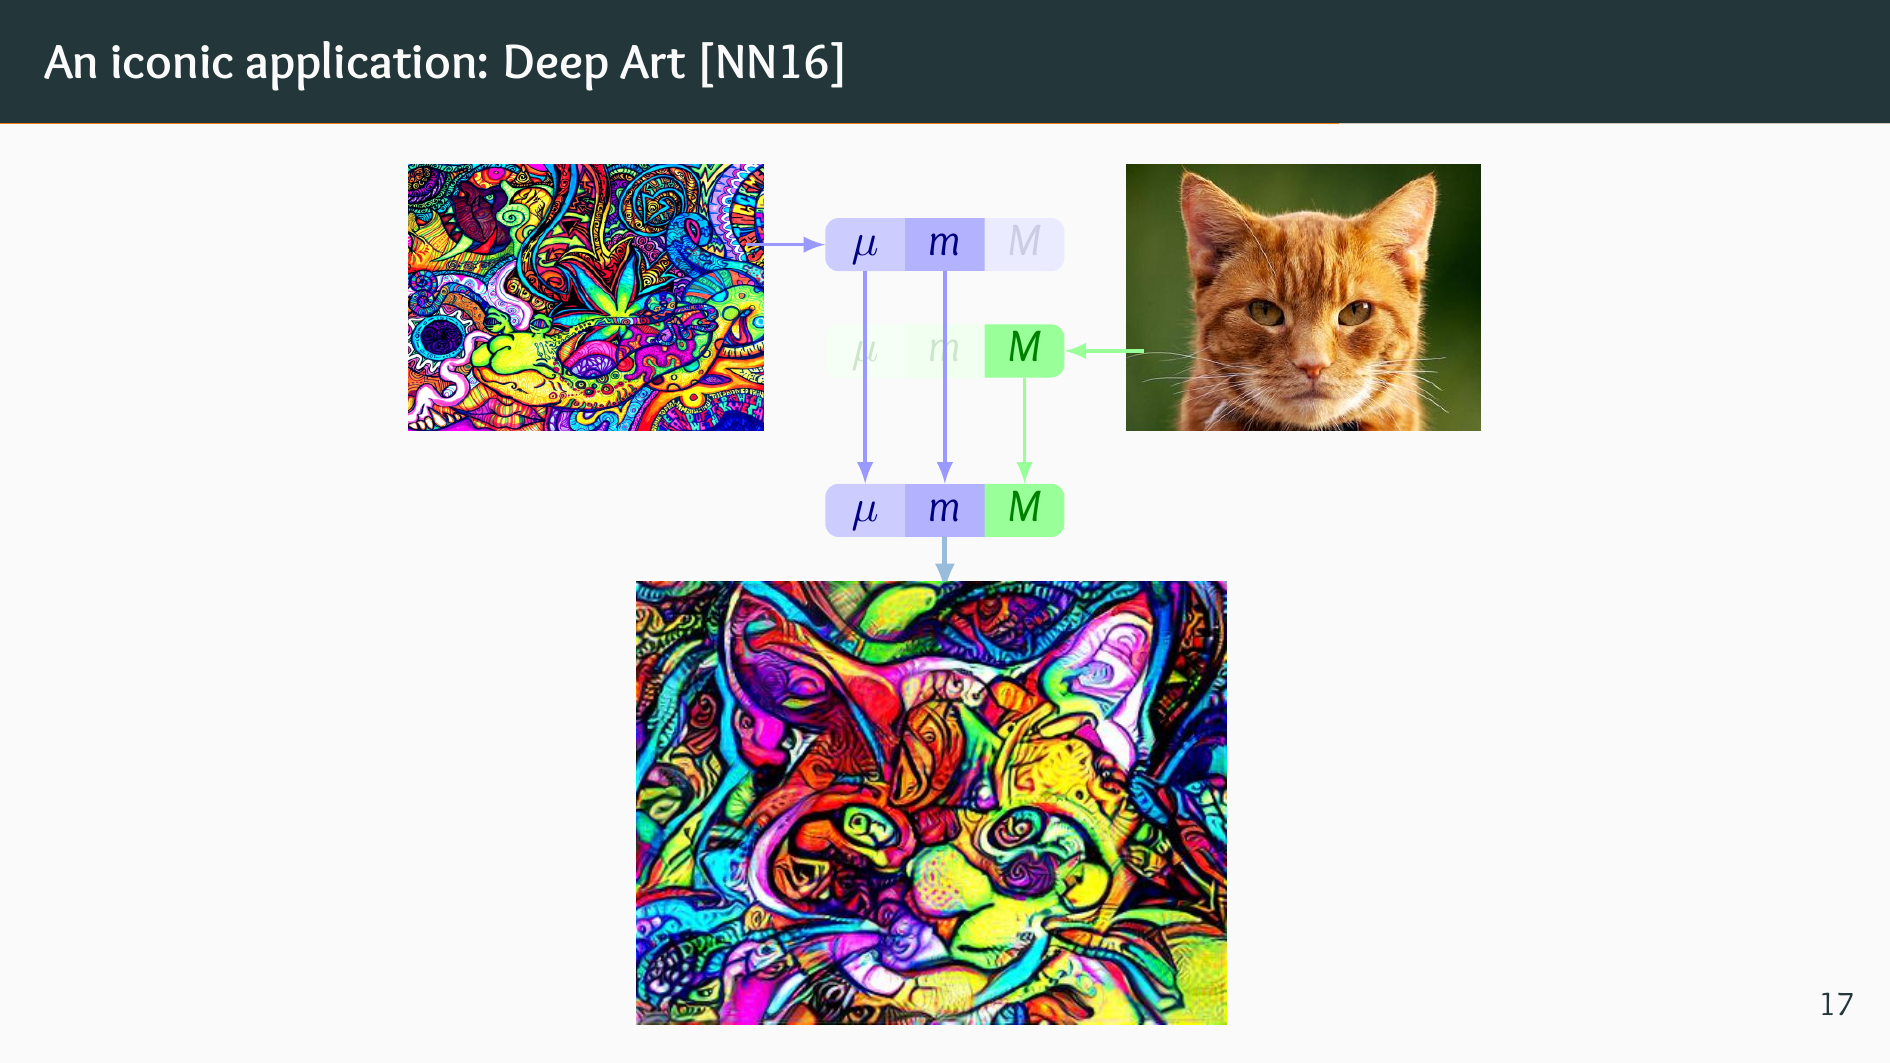 An iconic application: Deep Art [NN16]
μ m M
μ m M
μ m M
17